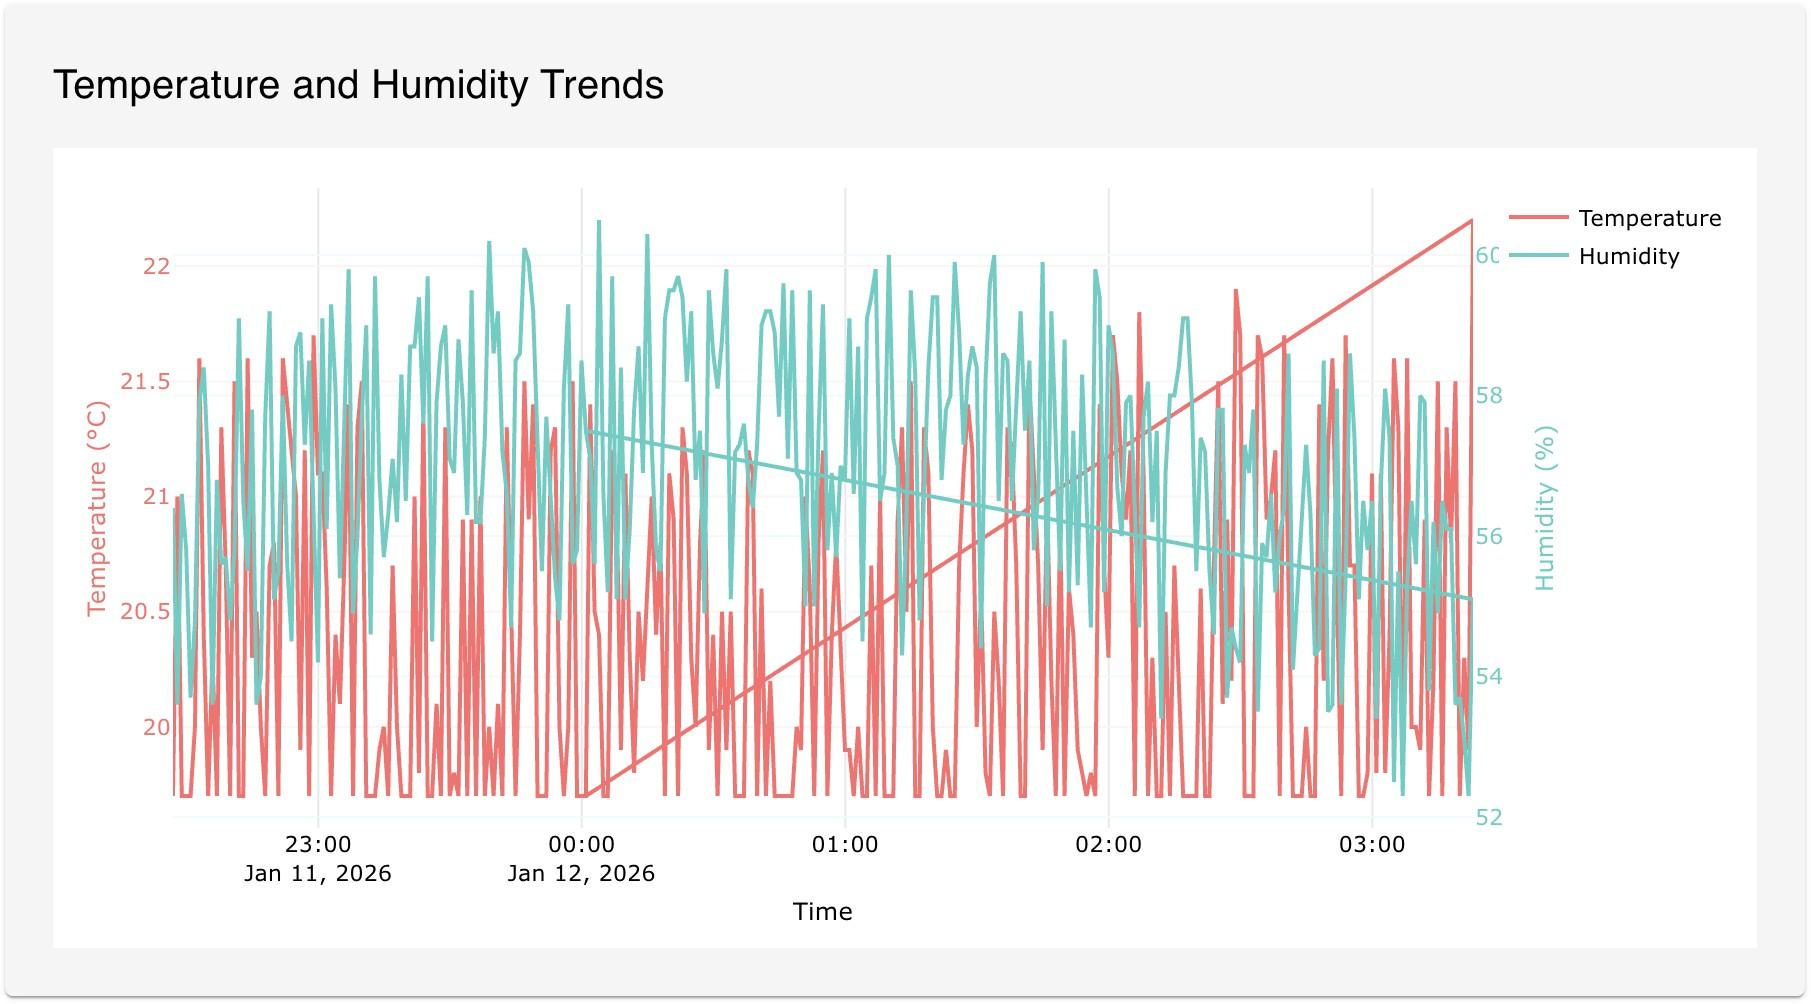 Temperature and Humidity Trends
Temperature
Humidity
22
21.5
21
20.5
20
Temperature (°C)
60
58
56
54
52
Humidity (%)
23:00
Jan 11, 2026
00:00
Jan 12, 2026
01:00
02:00
03:00
Time